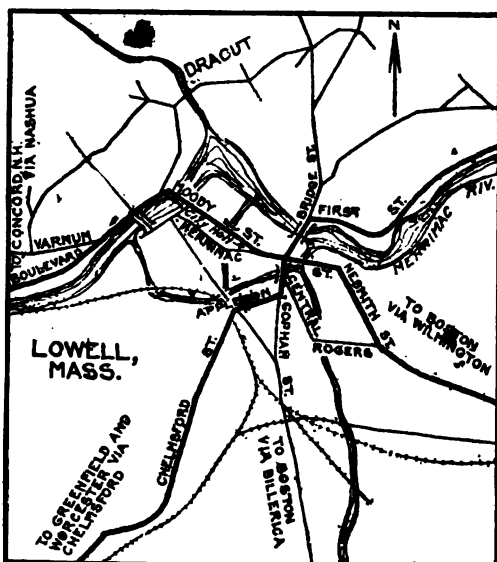 N
DRACUT
TO CONCORD, N.H.
VIA NASHUA
BRIDGE ST.
MOODY ST.
FIRST ST.
MERRIMAC RIV.
VARNUM
BOULEVARD
MERRIMAC ST.
NESMITH ST.
CENTRAL
APPLETON
GORHAM ST.
ROGERS
TO BOSTON
VIA WILMINGTON
LOWELL,
MASS.
CHELMSFORD ST.
TO GREENFIELD AND
WORCESTER VIA
CHELMSFORD
TO BOSTON
VIA BILLERICA